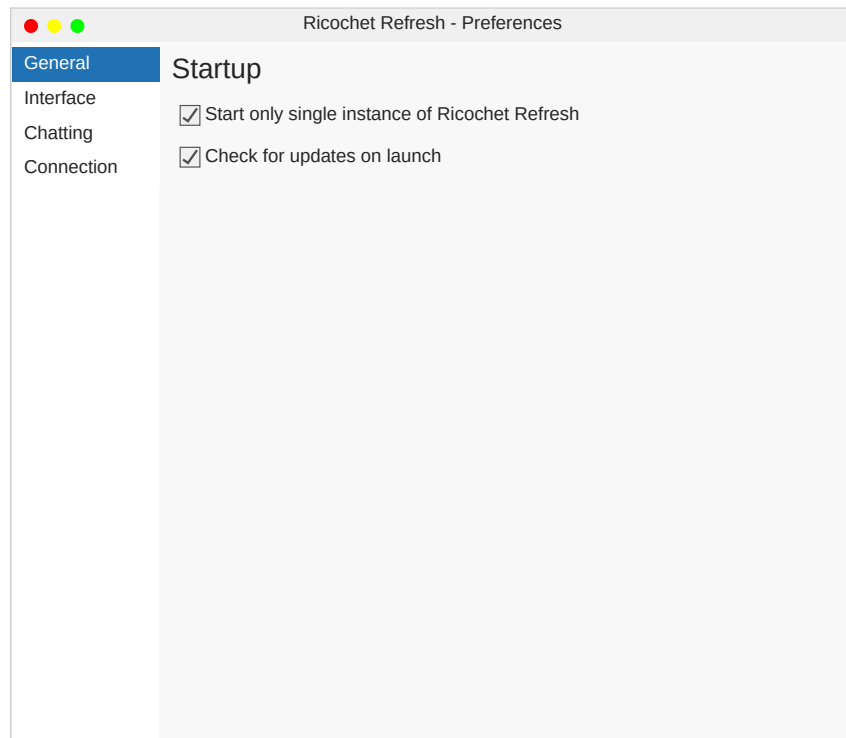 Ricochet Refresh - Preferences
General
Interface
Chatting
Connection
Startup
Start only single instance of Ricochet Refresh
Check for updates on launch